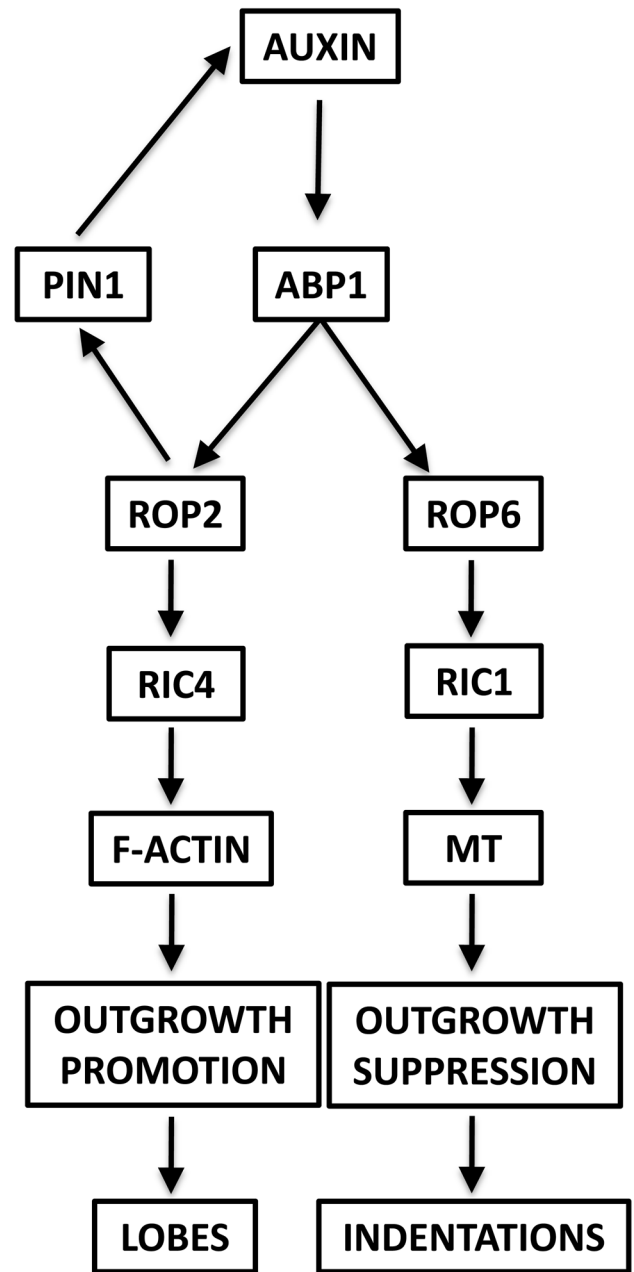 AUXIN
PIN1
ABP1
ROP2
ROP6
RIC4
RIC1
F-ACTIN
MT
OUTGROWTH
PROMOTION
OUTGROWTH
SUPPRESSION
LOBES
INDENTATIONS